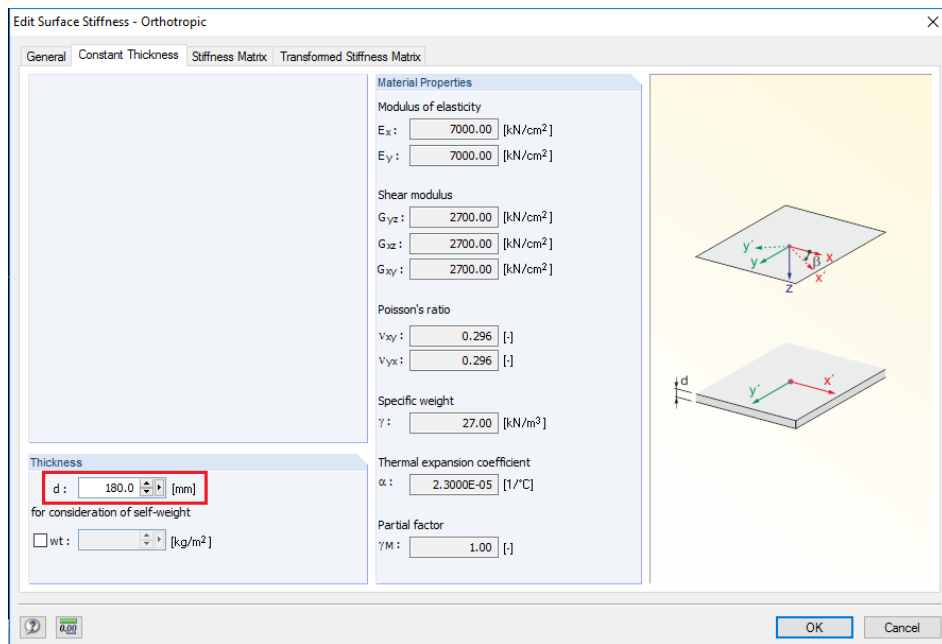 Edit Surface Stiffness - Orthotropic
General Constant Thickness Stiffness Matrix Transformed Stiffness Matrix
Material Properties
Modulus of elasticity
Ex: 7000.00 [kN/cm²]
Ey: 7000.00 [kN/cm²]
Shear modulus
Gyz: 2700.00 [kN/cm²]
Gxz: 2700.00 [kN/cm²]
Gxy: 2700.00 [kN/cm²]
Poisson's ratio
νxy: 0.296 [-]
νyx: 0.296 [-]
Specific weight
γ: 27.00 [kN/m³]
Thermal expansion coefficient
α: 2.3000E-05 [1/°C]
Partial factor
γM: 1.00 [-]
Thickness
d: 180.0 [mm]
for consideration of self-weight
wt: [kg/m²]
y´ x
y β
x´
z
d
y´ x´
0.00
OK Cancel